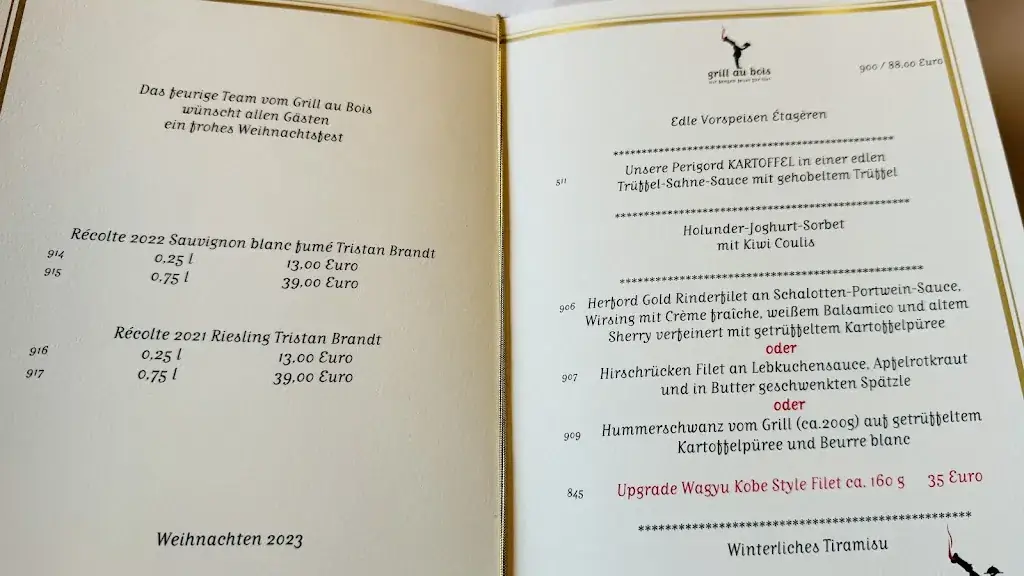 Das feurige Team vom Grill au Bois
wünscht allen Gästen
ein frohes Weihnachtsfest
Récolte 2022 Sauvignon blanc fumé Tristan Brandt
914 0,25 l 13,00 Euro
915 0,75 l 39,00 Euro
Récolte 2021 Riesling Tristan Brandt
916 0,25 l 13,00 Euro
917 0,75 l 39,00 Euro
Weihnachten 2023
grill au bois
900 / 88,00 Euro
Edle Vorspeisen Étagèren
******************************************
Unsere Perigord KARTOFFEL in einer edlen
511 Trüffel-Sahne-Sauce mit gehobeltem Trüffel
******************************************
Holunder-Joghurt-Sorbet
mit Kiwi Coulis
******************************************
906 Herford Gold Rinderfilet an Schalotten-Portwein-Sauce,
Wirsing mit Crème fraîche, weißem Balsamico und altem
Sherry verfeinert mit getrüffeltem Kartoffelpüree
oder
907 Hirschrücken Filet an Lebkuchensauce, Apfelrotkraut
und in Butter geschwenkten Spätzle
oder
909 Hummerschwanz vom Grill (ca.200g) auf getrüffeltem
Kartoffelpüree und Beurre blanc
845 Upgrade Wagyu Kobe Style Filet ca. 160 g 35 Euro
******************************************
Winterliches Tiramisu